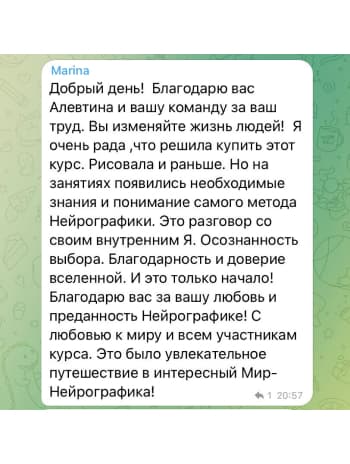 Marina
Добрый день!  Благодарю вас
Алевтина и вашу команду за ваш
труд. Вы изменяйте жизнь людей!  Я
очень рада ,что решила купить этот
курс. Рисовала и раньше. Но на
занятиях появились необходимые
знания и понимание самого метода
Нейрографики. Это разговор со
своим внутренним Я. Осознанность
выбора. Благодарность и доверие
вселенной. И это только начало!
Благодарю вас за вашу любовь и
преданность Нейрографике! С
любовью к миру и всем участникам
курса. Это было увлекательное
путешествие в интересный Мир-
Нейрографика!
1 20:57